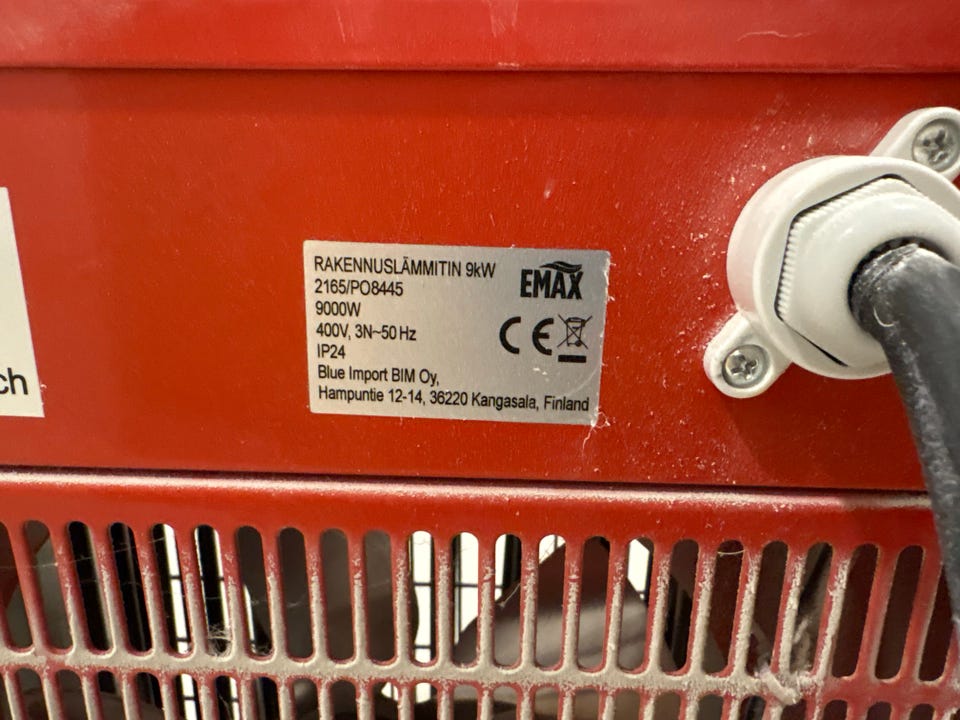 RAKENNUSLÄMMITIN 9kW
EMAX
2165/PO8445
9000W
400V, 3N~50 Hz
CE
IP24
Blue Import BIM Oy,
Hampuntie 12-14, 36220 Kangasala, Finland
ch